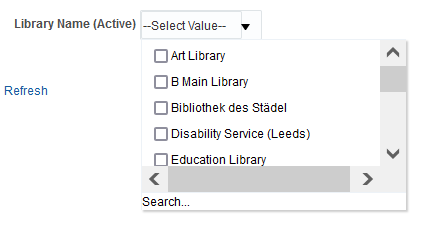 Library Name (Active) --Select Value--
Art Library
B Main Library
Bibliothek des Städel
Refresh
Disability Service (Leeds)
Education Library
Search...